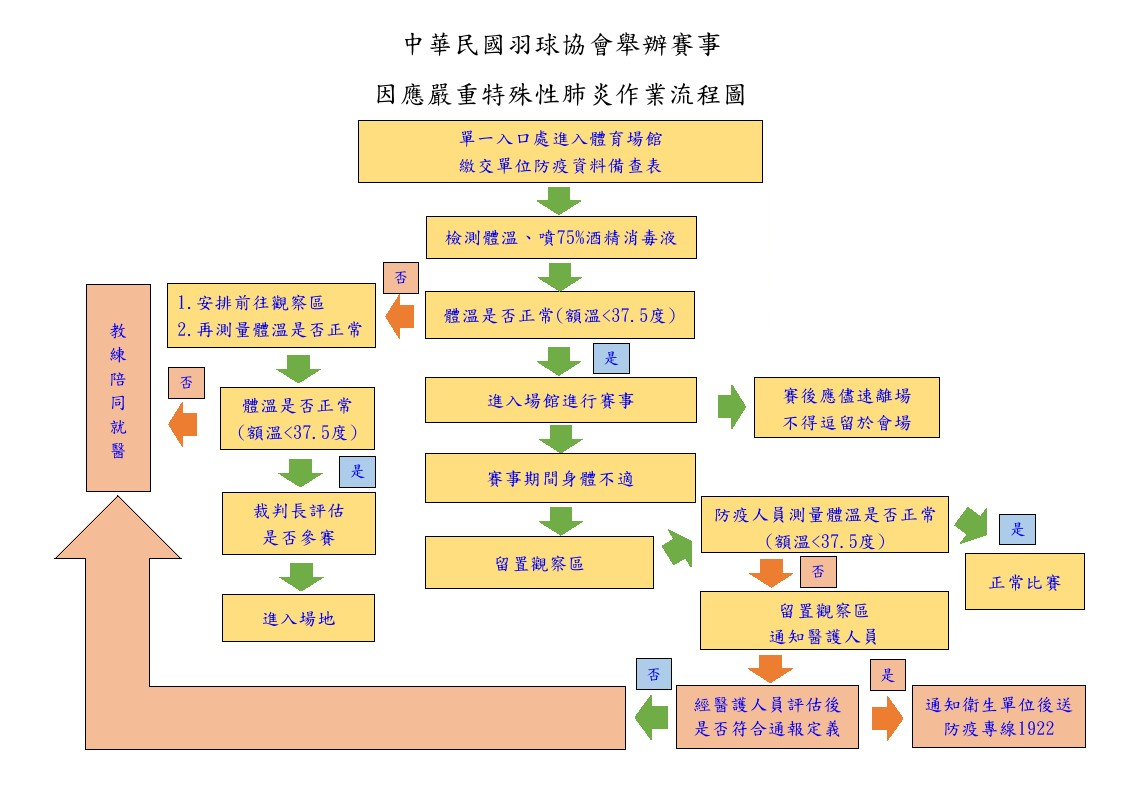 中華民國羽球協會舉辦賽事
因應嚴重特殊性肺炎作業流程圖
單一入口處進入體育場館
繳交單位防疫資料備查表
檢測體溫、噴75%酒精消毒液
否
1.安排前往觀察區
2.再測量體溫是否正常
體溫是否正常(額溫<37.5度)
教練陪同就醫
是
否
體溫是否正常
(額溫<37.5度)
進入場館進行賽事
賽後應儘速離場
不得逗留於會場
是
賽事期間身體不適
裁判長評估
是否參賽
防疫人員測量體溫是否正常
(額溫<37.5度)
是
留置觀察區
否
正常比賽
進入場地
留置觀察區
通知醫護人員
否
是
經醫護人員評估後
是否符合通報定義
通知衛生單位後送
防疫專線1922